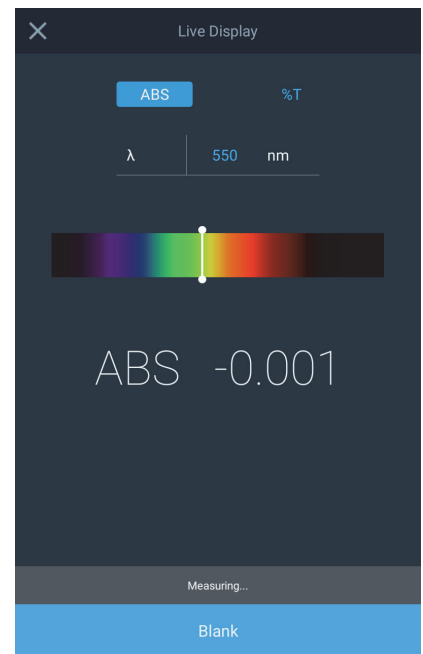 Live Display
ABS %T
λ 550 nm
ABS -0.001
Measuring...
Blank